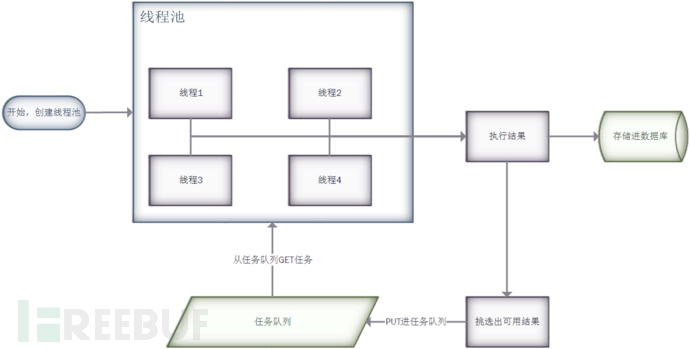 线程池
线程1
线程2
开始，创建线程池
执行结果
存储进数据库
线程3
线程4
从任务队列GET任务
任务队列
PUT进任务队列
挑选出可用结果
FREEBUF